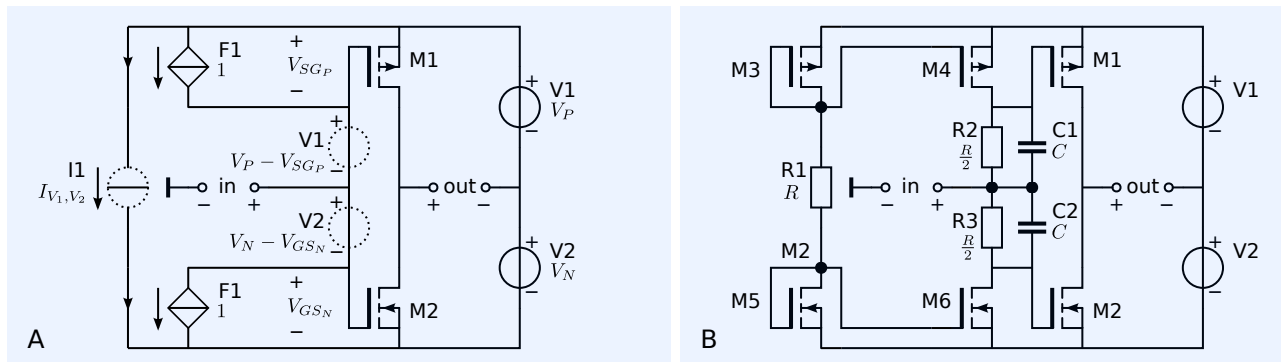 F1
1
+
V_{SG_P}
−
M1
+
V1
V_P
−
+
V1
V_P − V_{SG_P}
−
I1
I_{V_1,V_2}
in
−
+
out
+
−
+
V2
V_N − V_{GS_N}
−
+
V2
V_N
−
F1
1
+
V_{GS_N}
−
M2
A
M3
M4
M1
+
V1
−
R2
R/2
C1
C
R1
R
in
−
+
out
+
−
R3
R/2
C2
C
M2
+
V2
−
M5
M6
M1
B